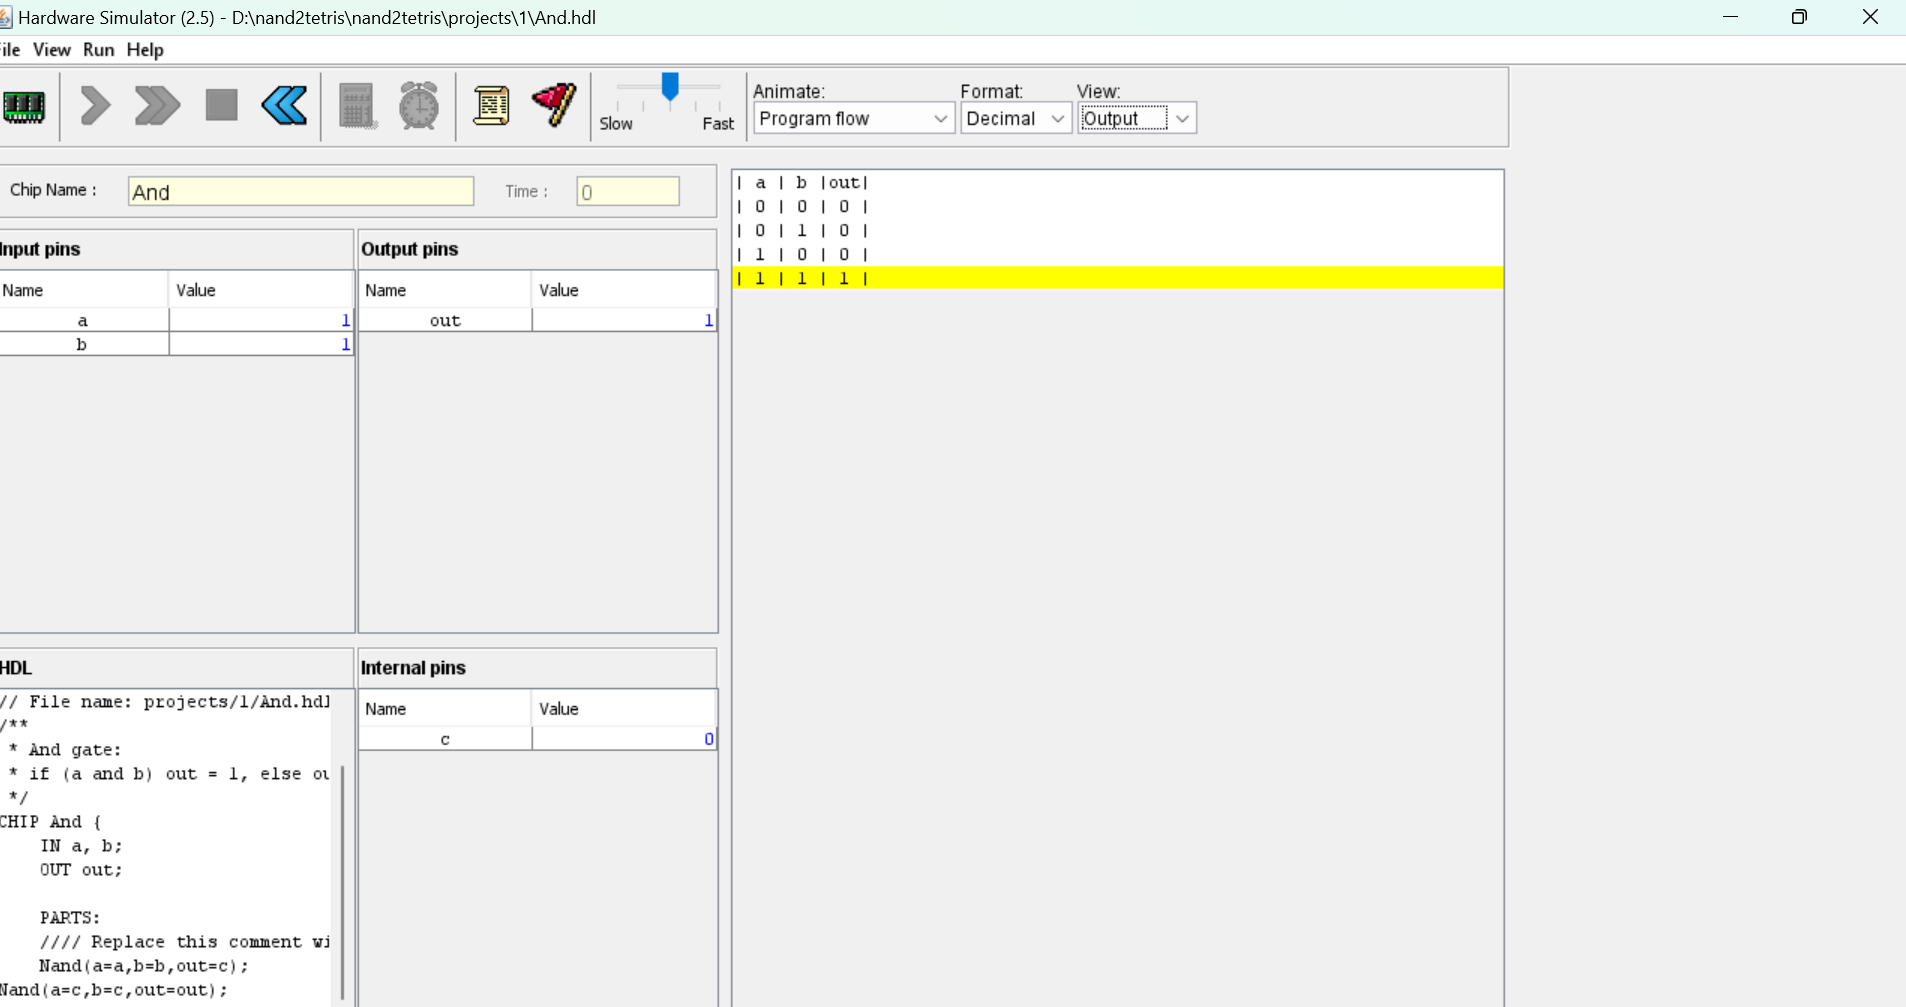 Hardware Simulator (2.5) - D:\nand2tetris\nand2tetris\projects\1\And.hdl
ile View Run Help
Slow Fast
Animate: Format: View:
Program flow Decimal Output
Chip Name : And Time : 0
| a | b |out|
| 0 | 0 | 0 |
| 0 | 1 | 0 |
| 1 | 0 | 0 |
| 1 | 1 | 1 |
Input pins
Name Value
a 1
b 1
Output pins
Name Value
out 1
HDL
// File name: projects/1/And.hdl
/**
* And gate:
* if (a and b) out = 1, else ou
*/
CHIP And {
IN a, b;
OUT out;
PARTS:
//// Replace this comment wi
Nand(a=a,b=b,out=c);
Nand(a=c,b=c,out=out);
Internal pins
Name Value
c 0